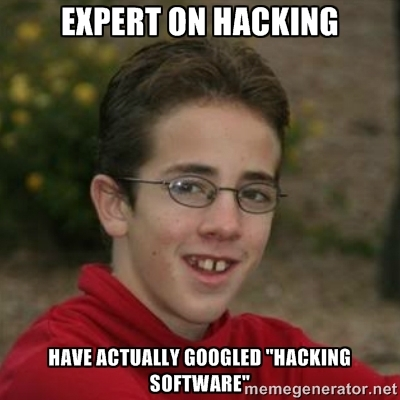 EXPERT ON HACKING
HAVE ACTUALLY GOOGLED "HACKING
SOFTWARE"
memegenerator.net